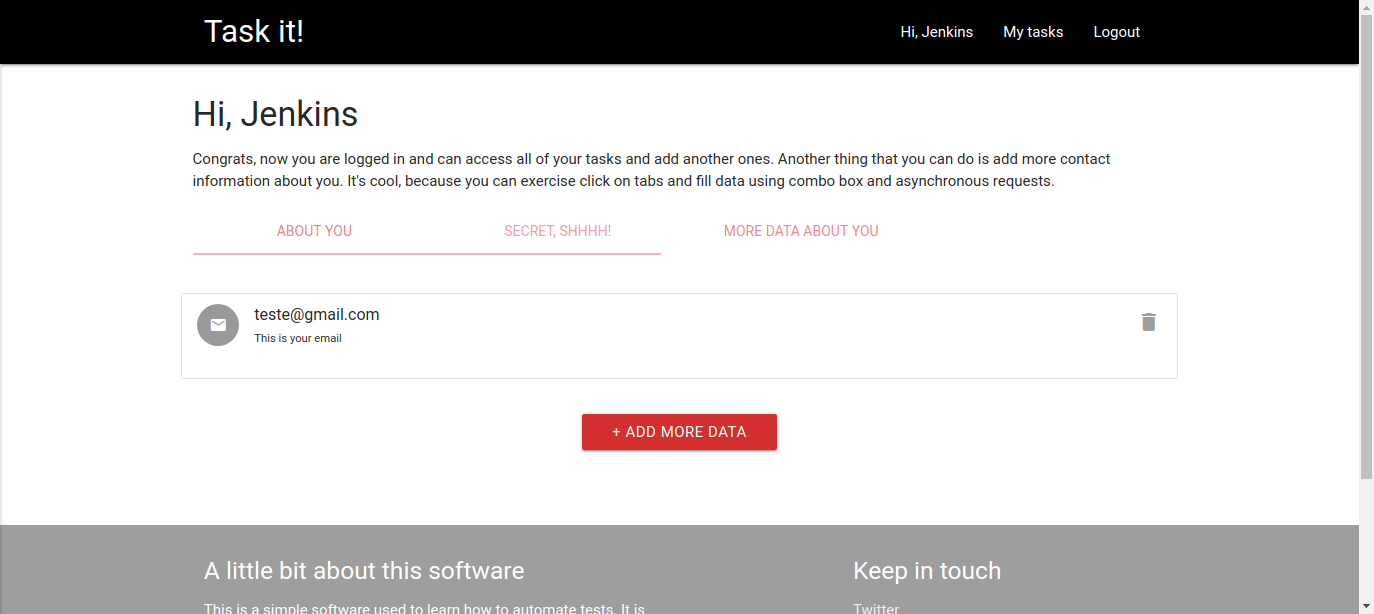 Task it!
Hi, Jenkins
My tasks
Logout
Hi, Jenkins
Congrats, now you are logged in and can access all of your tasks and add another ones. Another thing that you can do is add more contact
information about you. It's cool, because you can exercise click on tabs and fill data using combo box and asynchronous requests.
ABOUT YOU
SECRET, SHHHH!
MORE DATA ABOUT YOU
teste@gmail.com
This is your email
+ ADD MORE DATA
A little bit about this software
Keep in touch
This is a simple software used to learn how to automate tests. It is
Twitter